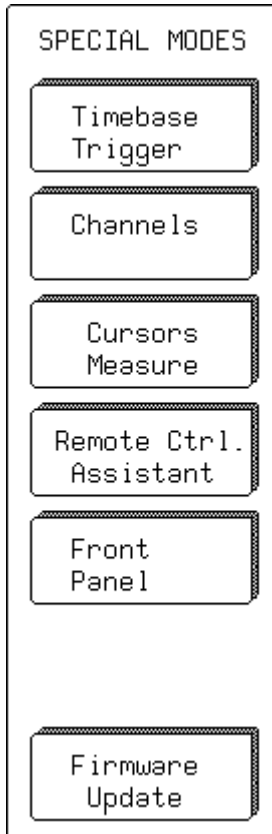 SPECIAL MODES
Timebase
Trigger
Channels
Cursors
Measure
Remote Ctrl.
Assistant
Front
Panel
Firmware
Update